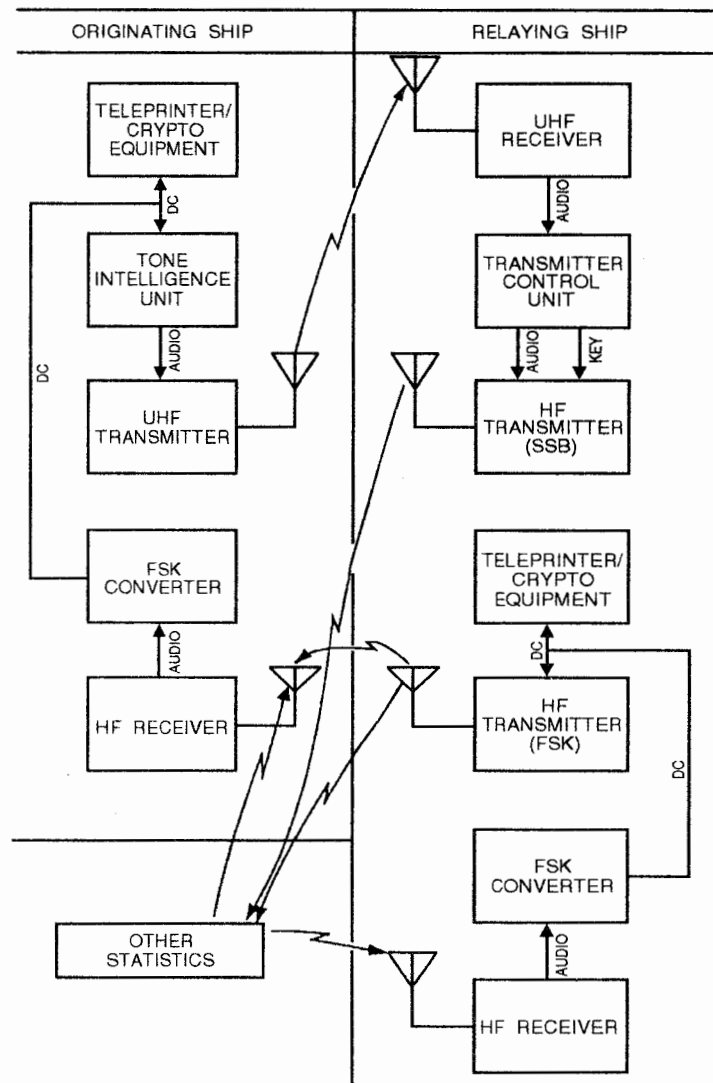 ORIGINATING SHIP
RELAYING SHIP
TELEPRINTER/
CRYPTO
EQUIPMENT
DC
TONE
INTELLIGENCE
UNIT
AUDIO
UHF
TRANSMITTER
DC
FSK
CONVERTER
AUDIO
HF RECEIVER
OTHER
STATISTICS
UHF
RECEIVER
AUDIO
TRANSMITTER
CONTROL
UNIT
AUDIO
KEY
HF
TRANSMITTER
(SSB)
TELEPRINTER/
CRYPTO
EQUIPMENT
DC
HF
TRANSMITTER
(FSK)
DC
FSK
CONVERTER
AUDIO
HF RECEIVER